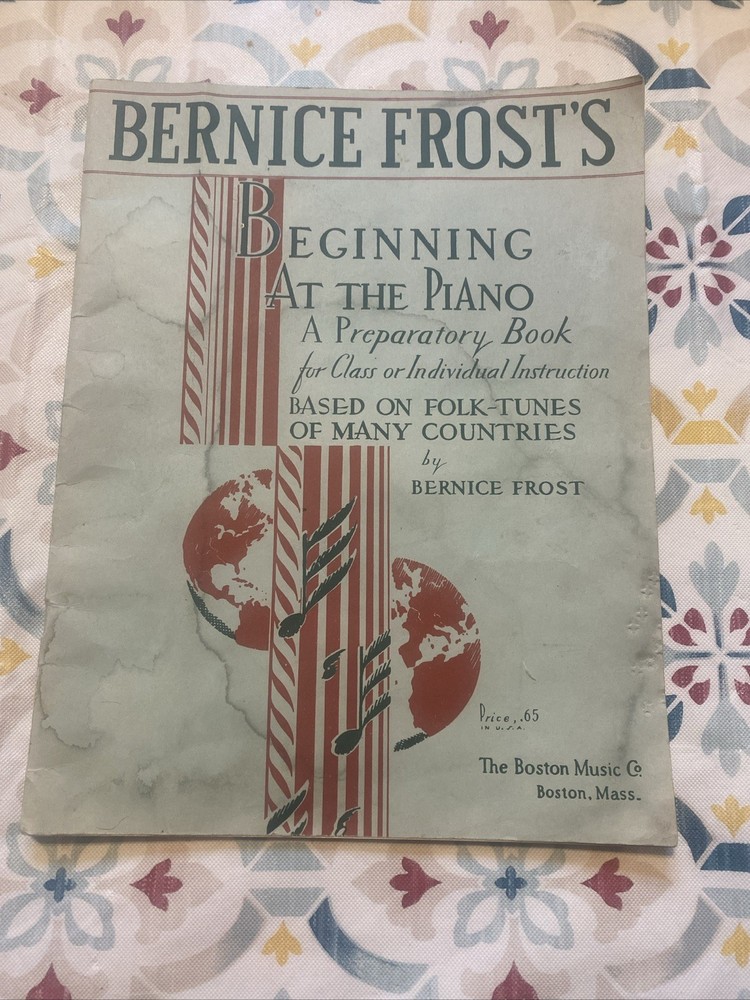 BERNICE FROST'S
BEGINNING
AT THE PIANO
A Preparatory Book
for Class or Individual Instruction
BASED ON FOLK-TUNES
OF MANY COUNTRIES
by
BERNICE FROST
Price, .65
IN U.S.A.
The Boston Music Co.
Boston, Mass.